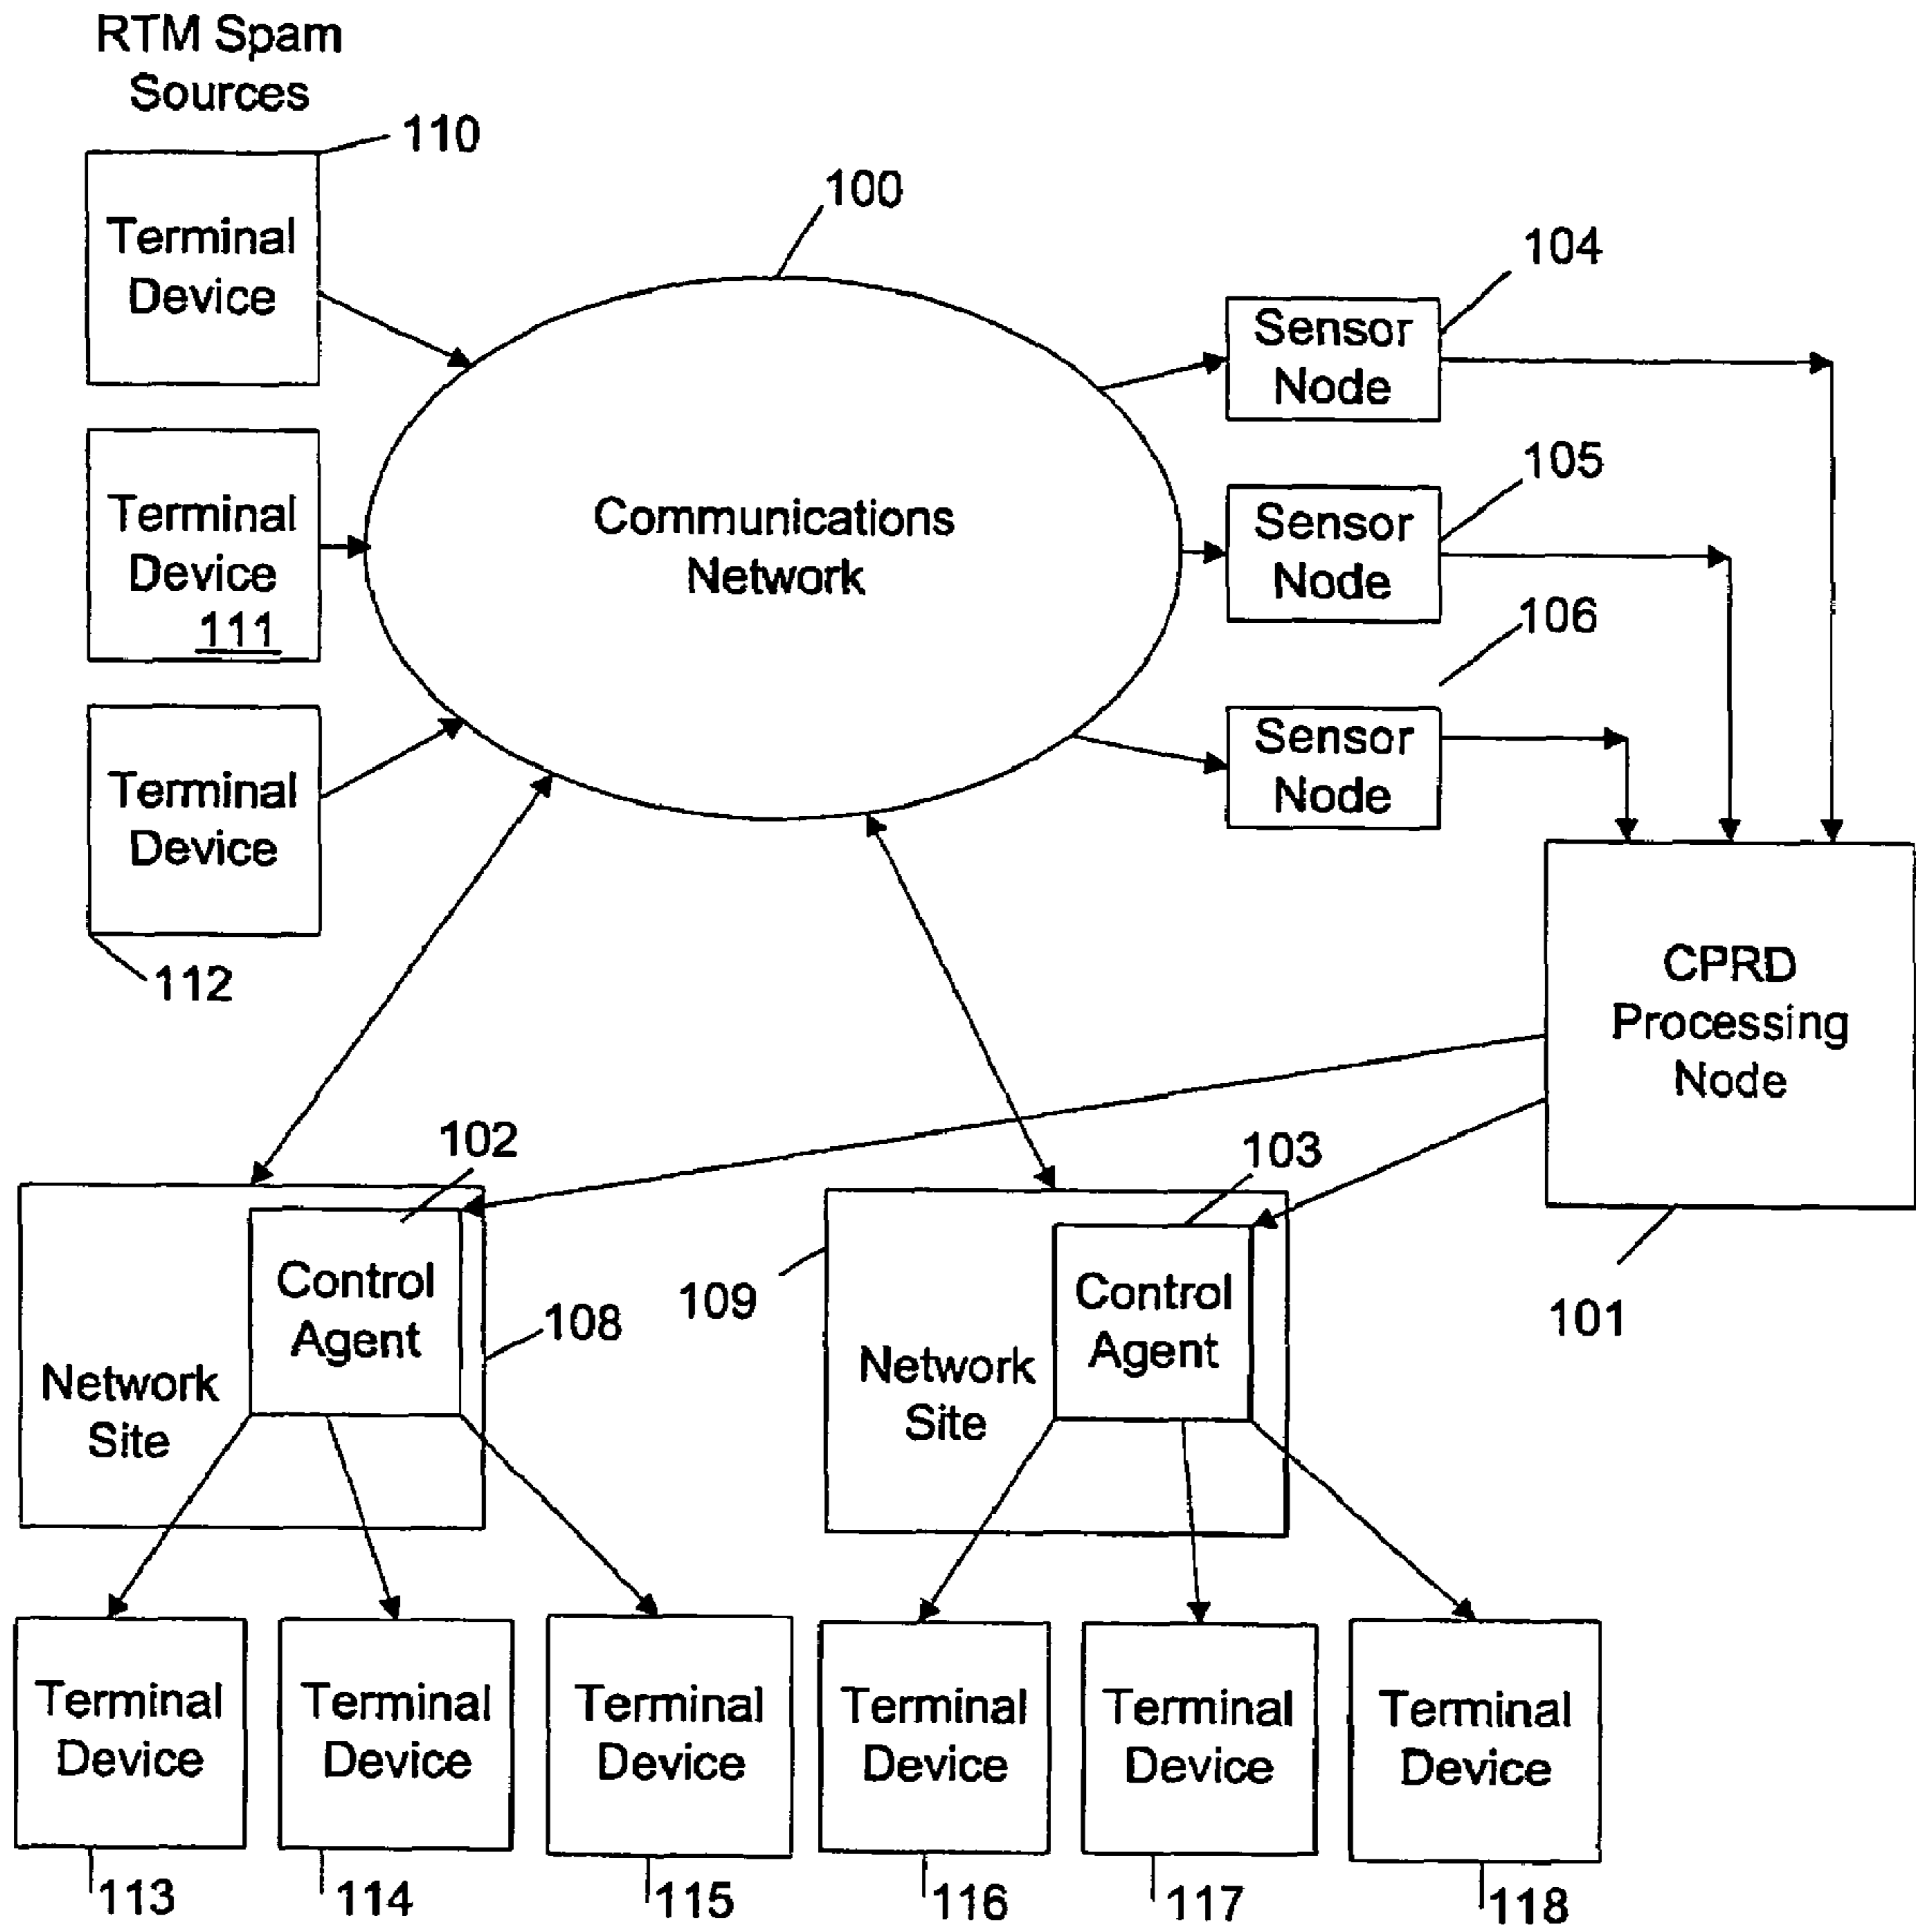 RTM Spam
Sources
110
Terminal
Device
100
104
Sensor
Node
105
Terminal
Device
111
Communications
Network
Sensor
Node
106
Terminal
Device
112
Sensor
Node
CPRD
Processing
Node
101
102
Control
Agent
108
Network
Site
103
109
Control
Agent
Network
Site
Terminal
Device
113
Terminal
Device
114
Terminal
Device
115
Terminal
Device
116
Terminal
Device
117
Terminal
Device
118